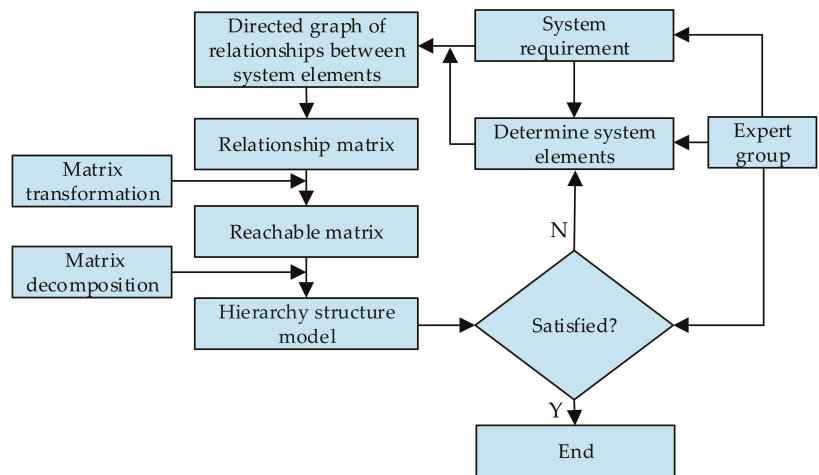 Directed graph of
relationships between
system elements
System
requirement
Relationship matrix
Determine system
elements
Expert
group
Matrix
transformation
Reachable matrix
N
Matrix
decomposition
Hierarchy structure
model
Satisfied?
Y
End